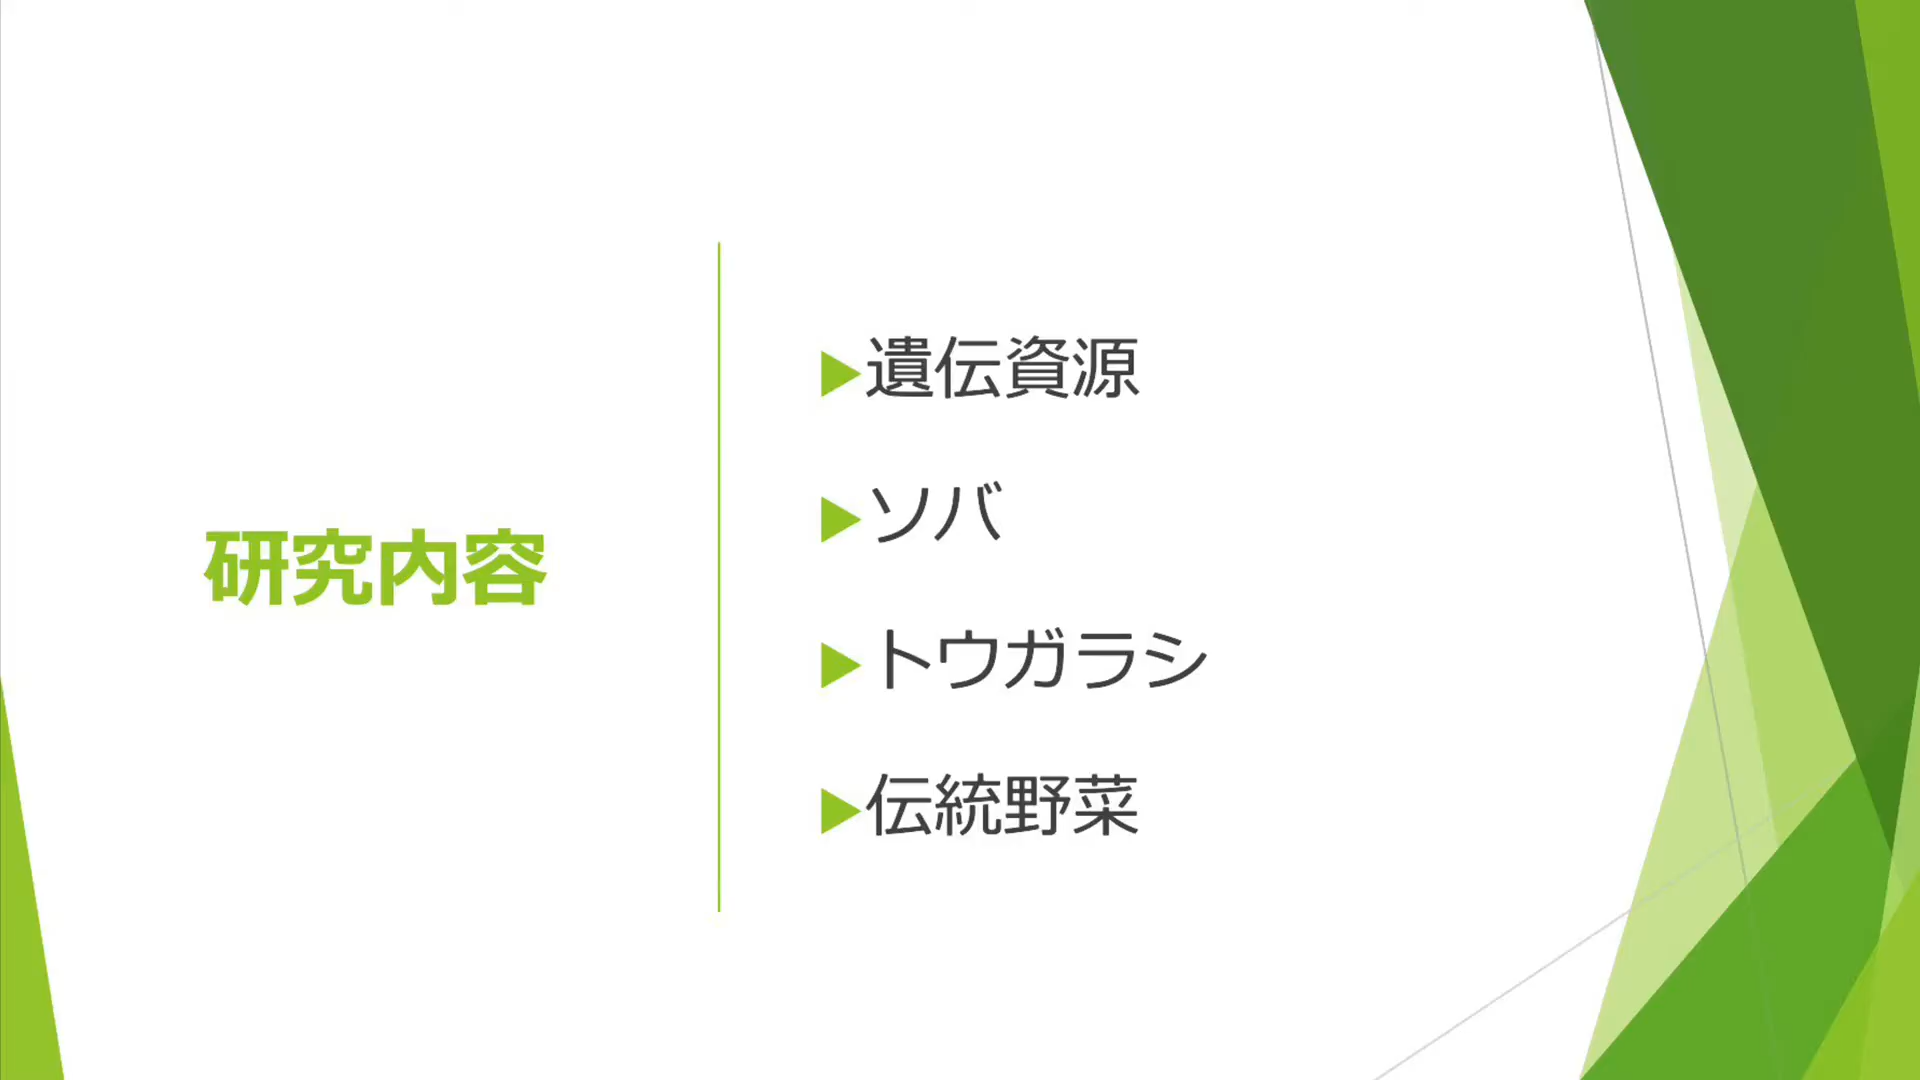 研究内容
遺伝資源
ソバ
トウガラシ
伝統野菜